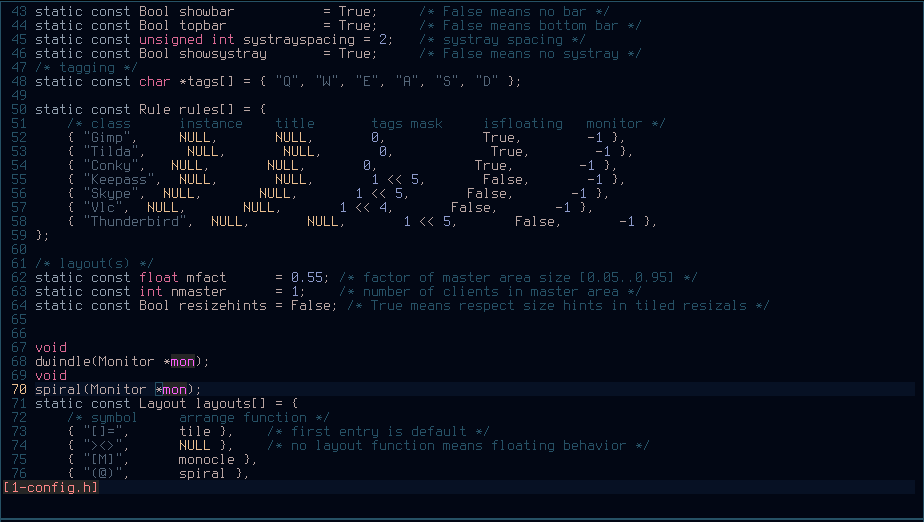 43 static const Bool showbar           = True;     /* False means no bar */
44 static const Bool topbar            = True;     /* False means bottom bar */
45 static const unsigned int systrayspacing = 2;   /* systray spacing */
46 static const Bool showsystray       = True;     /* False means no systray */
47 /* tagging */
48 static const char *tags[] = { "Q", "W", "E", "A", "S", "D" };
49
50 static const Rule rules[] = {
51     /* class      instance    title       tags mask     isfloating   monitor */
52     { "Gimp",     NULL,       NULL,       0,            True,        -1 },
53     { "Tilda",     NULL,       NULL,       0,            True,        -1 },
54     { "Conky",   NULL,       NULL,       0,            True,        -1 },
55     { "Keepass",  NULL,       NULL,       1 << 5,       False,       -1 },
56     { "Skype",  NULL,       NULL,       1 << 5,       False,       -1 },
57     { "Vlc",  NULL,       NULL,       1 << 4,       False,       -1 },
58     { "Thunderbird",  NULL,       NULL,       1 << 5,       False,       -1 },
59 };
60
61 /* layout(s) */
62 static const float mfact      = 0.55; /* factor of master area size [0.05..0.95] */
63 static const int nmaster      = 1;    /* number of clients in master area */
64 static const Bool resizehints = False; /* True means respect size hints in tiled resizals */
65
66
67 void
68 dwindle(Monitor *mon);
69 void
70 spiral(Monitor *mon);
71 static const Layout layouts[] = {
72     /* symbol     arrange function */
73     { "[]=",      tile },    /* first entry is default */
74     { "><>",      NULL },    /* no layout function means floating behavior */
75     { "[M]",      monocle },
76     { "(@)",      spiral },
[1-config.h]